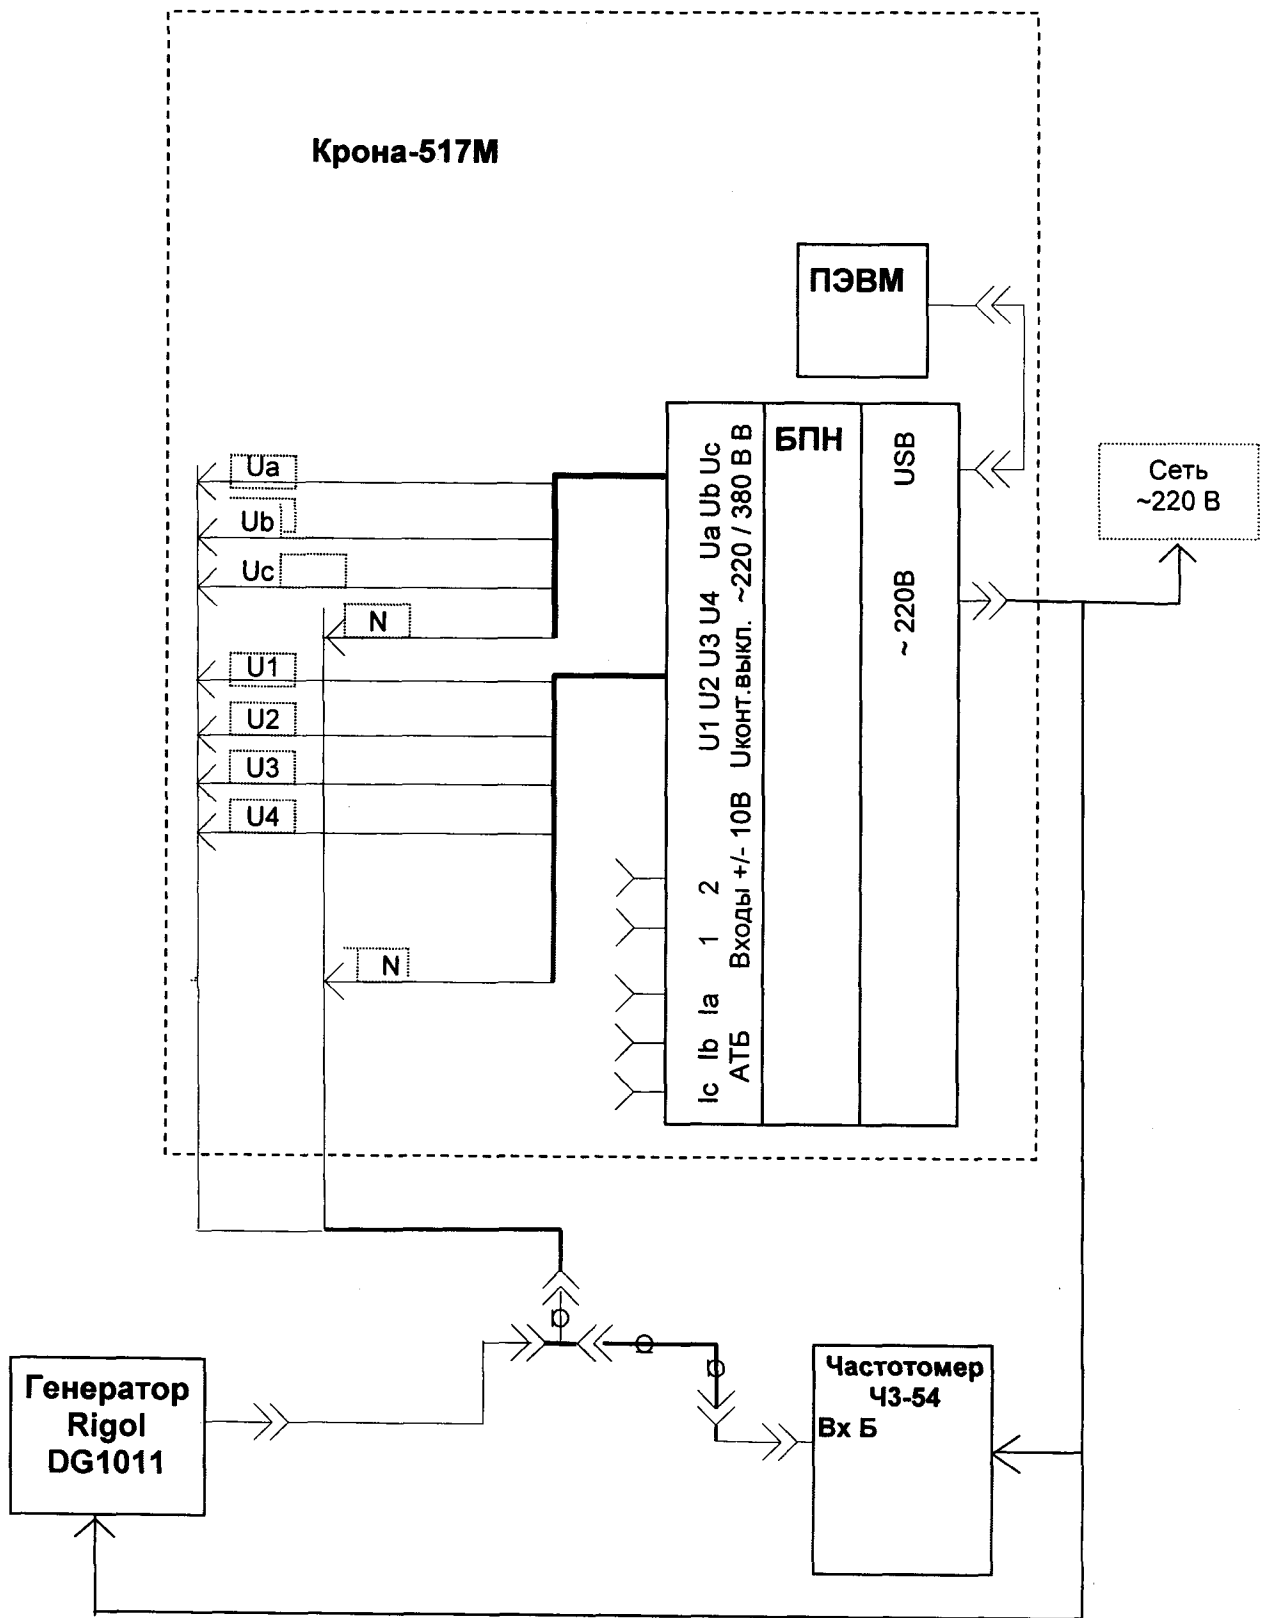 Крона-517М
ПЭВМ
БПН
USB
~ 220В
Ua Ub Uc
~220 / 380 В В
U1 U2 U3 U4
Uконт.выкл.
1 2
Входы +/- 10В
Ic Ib Ia
АТБ
Сеть
~220 В
Ua
Ub
Uc
N
U1
U2
U3
U4
N
Генератор
Rigol
DG1011
Частотомер
Ч3-54
Вх Б